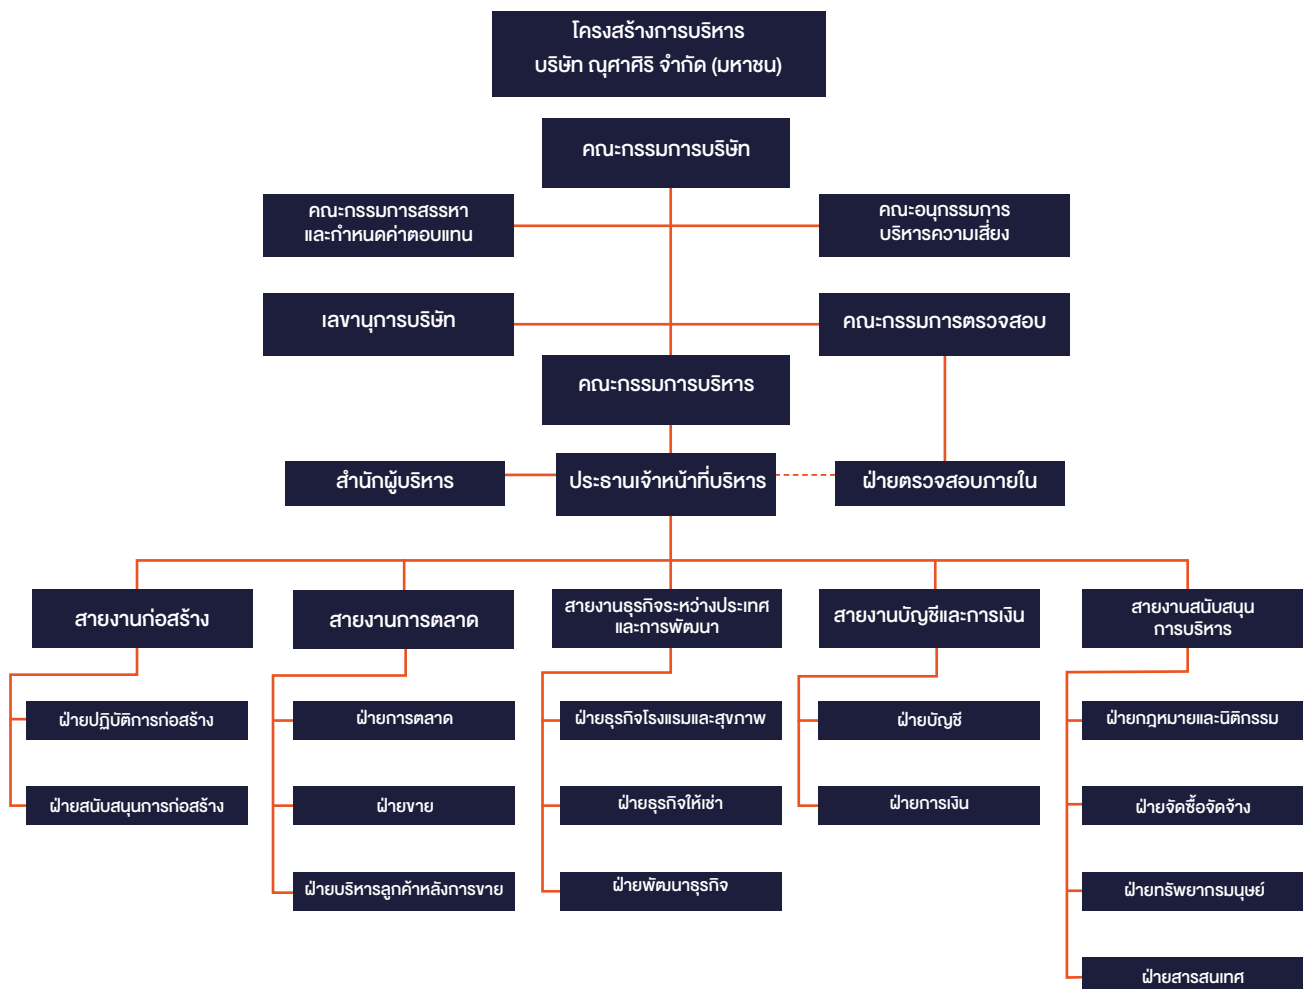 โครงสร้างการบริหาร
บริษัท ณุศาศิริ จำกัด (มหาชน)
คณะกรรมการบริษัท
คณะกรรมการสรรหา
และกำหนดค่าตอบแทน
คณะอนุกรรมการ
บริหารความเสี่ยง
เลขานุการบริษัท
คณะกรรมการตรวจสอบ
คณะกรรมการบริหาร
สำนักผู้บริหาร
ประธานเจ้าหน้าที่บริหาร
ฝ่ายตรวจสอบภายใน
สายงานก่อสร้าง
สายงานการตลาด
สายงานธุรกิจระหว่างประเทศ
และการพัฒนา
สายงานบัญชีและการเงิน
สายงานสนับสนุน
การบริหาร
ฝ่ายปฏิบัติการก่อสร้าง
ฝ่ายการตลาด
ฝ่ายธุรกิจโรงแรมและสุขภาพ
ฝ่ายบัญชี
ฝ่ายกฎหมายและนิติกรรม
ฝ่ายสนับสนุนการก่อสร้าง
ฝ่ายขาย
ฝ่ายธุรกิจให้เช่า
ฝ่ายการเงิน
ฝ่ายจัดซื้อจัดจ้าง
ฝ่ายบริหารลูกค้าหลังการขาย
ฝ่ายพัฒนาธุรกิจ
ฝ่ายทรัพยากรมนุษย์
ฝ่ายสารสนเทศ